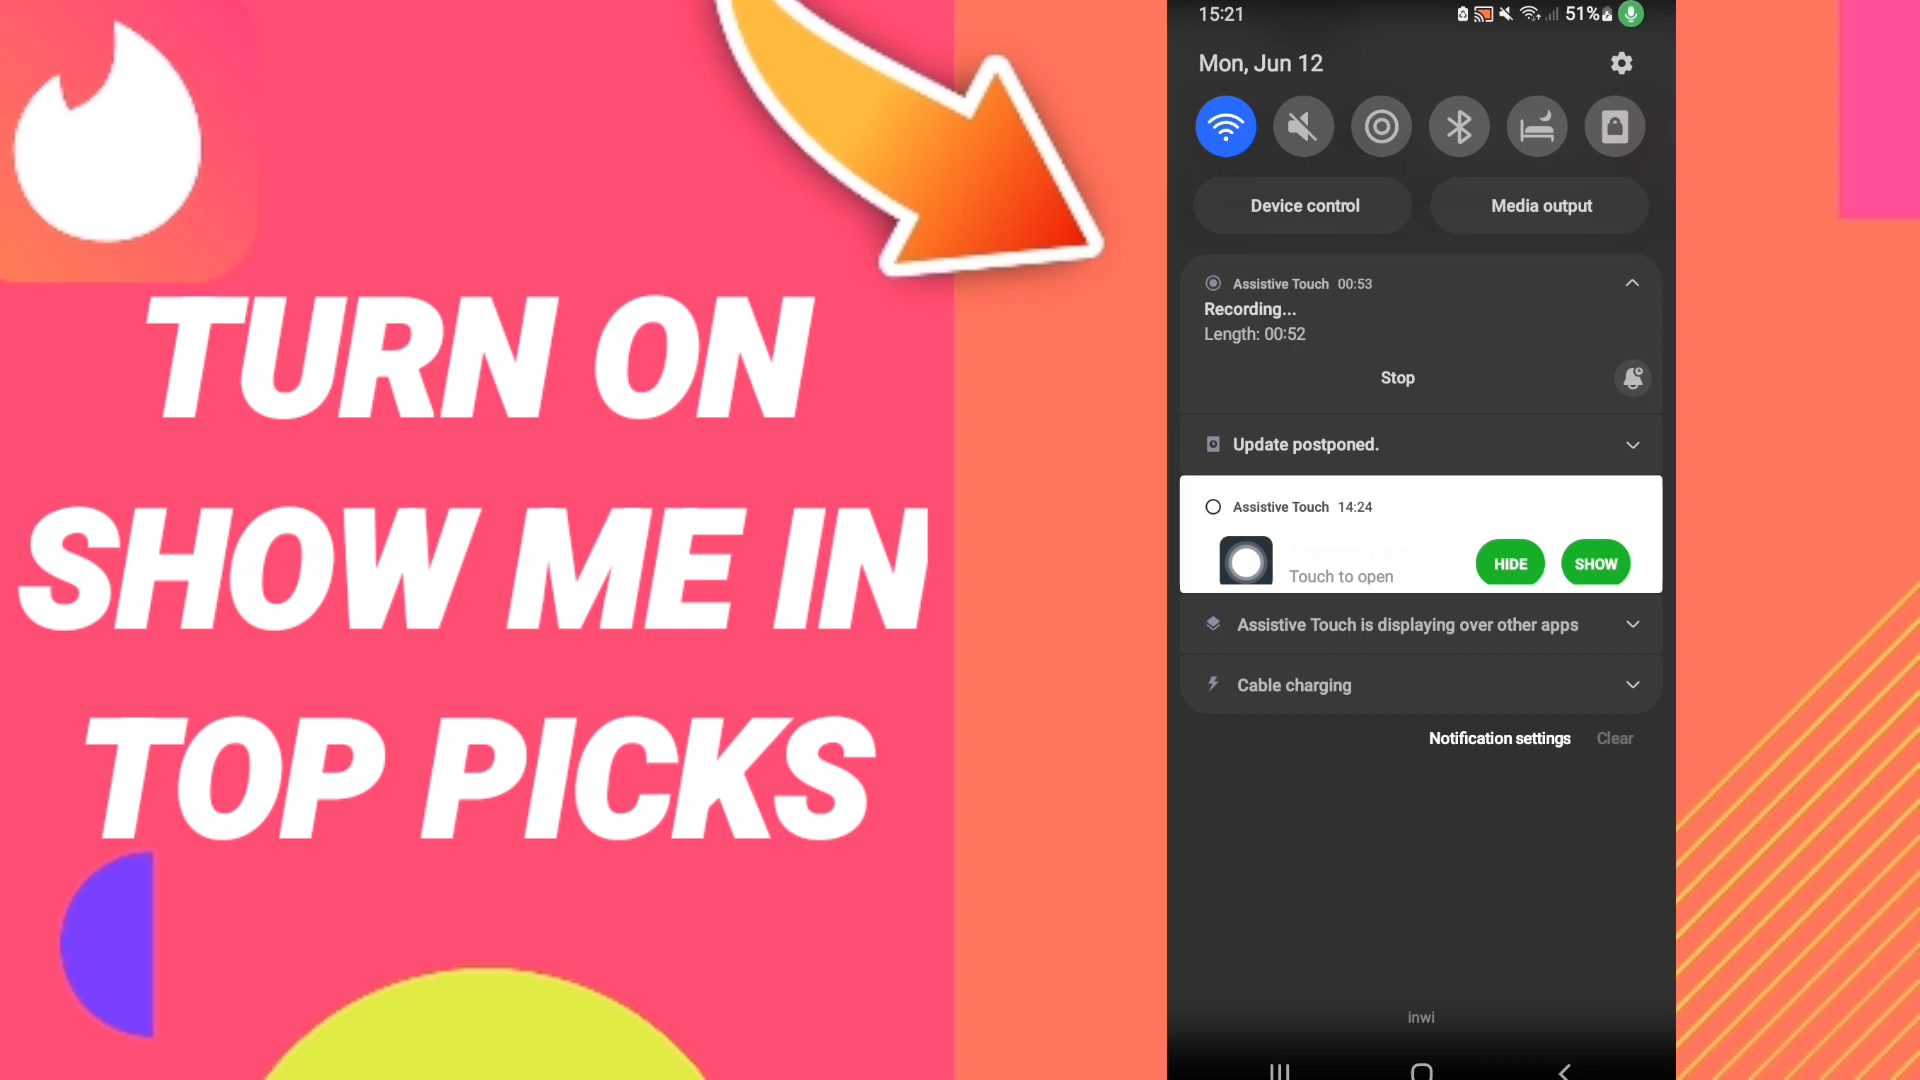 TURN ON
SHOW ME IN
TOP PICKS
15:21
51%
Mon, Jun 12
Device control
Media output
Assistive Touch 00:53
Recording...
Length: 00:52
Stop
Update postponed.
Assistive Touch 14:24
Touch to open
HIDE
SHOW
Assistive Touch is displaying over other apps
Cable charging
Notification settings
Clear
inwi